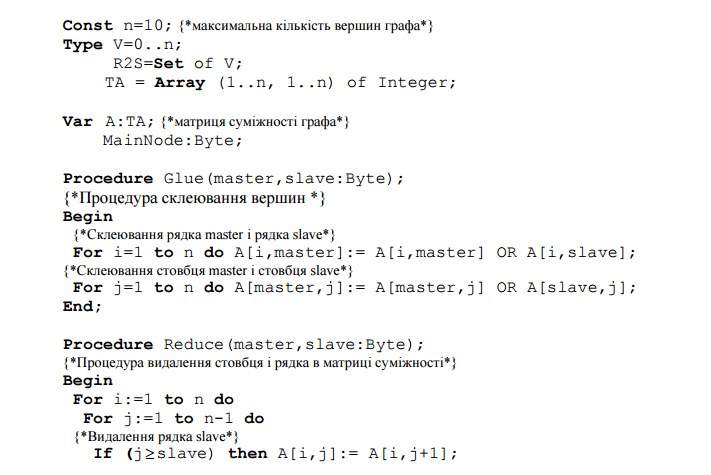 Const n=10; {*максимальна кількість вершин графа*}
Type V=0..n;
R2S=Set of V;
TA = Array (1..n, 1..n) of Integer;
Var A:TA; {*матриця суміжності графа*}
MainNode:Byte;
Procedure Glue(master,slave:Byte);
{*Процедура склеювання вершин *}
Begin
{*Склеювання рядка master і рядка slave*}
For i=1 to n do A[i,master]:= A[i,master] OR A[i,slave];
{*Склеювання стовбця master і стовбця slave*}
For j=1 to n do A[master,j]:= A[master,j] OR A[slave,j];
End;
Procedure Reduce(master,slave:Byte);
{*Процедура видалення стовбця і рядка в матриці суміжності*}
Begin
For i:=1 to n do
For j:=1 to n-1 do
{*Видалення рядка slave*}
If (j≥slave) then A[i,j]:= A[i,j+1];